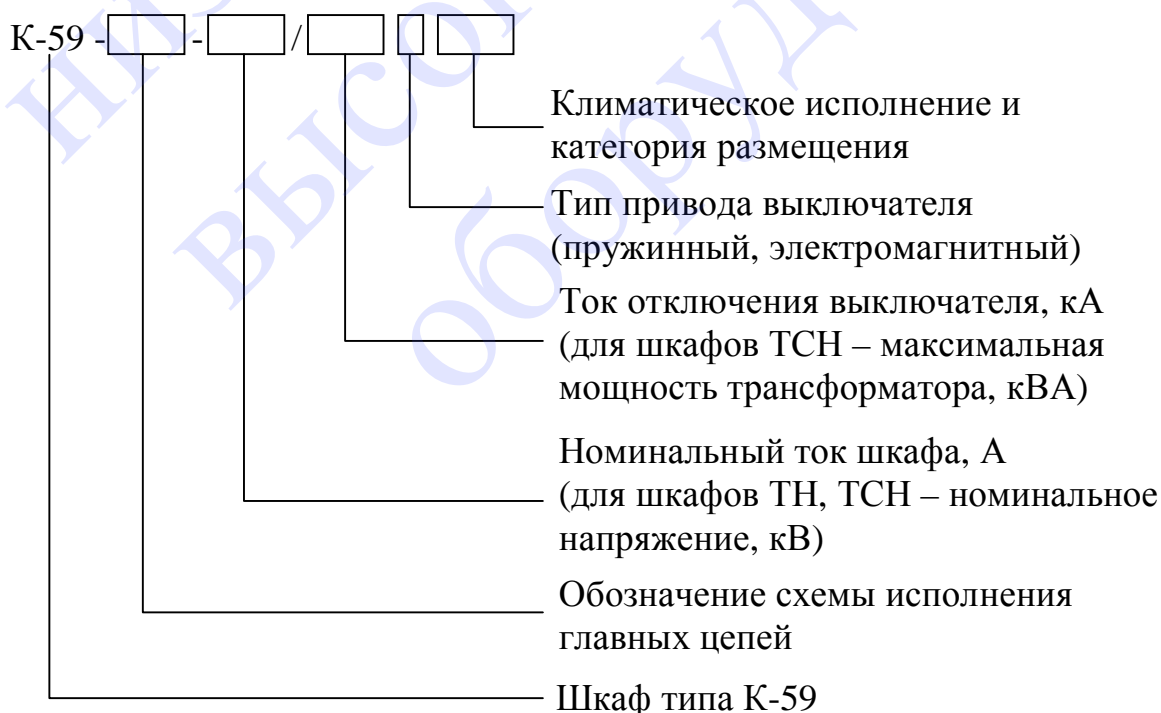 К-59 - - /
Климатическое исполнение и
категория размещения
Тип привода выключателя
(пружинный, электромагнитный)
Ток отключения выключателя, кА
(для шкафов ТСН – максимальная
мощность трансформатора, кВА)
Номинальный ток шкафа, А
(для шкафов ТН, ТСН – номинальное
напряжение, кВ)
Обозначение схемы исполнения
главных цепей
Шкаф типа К-59